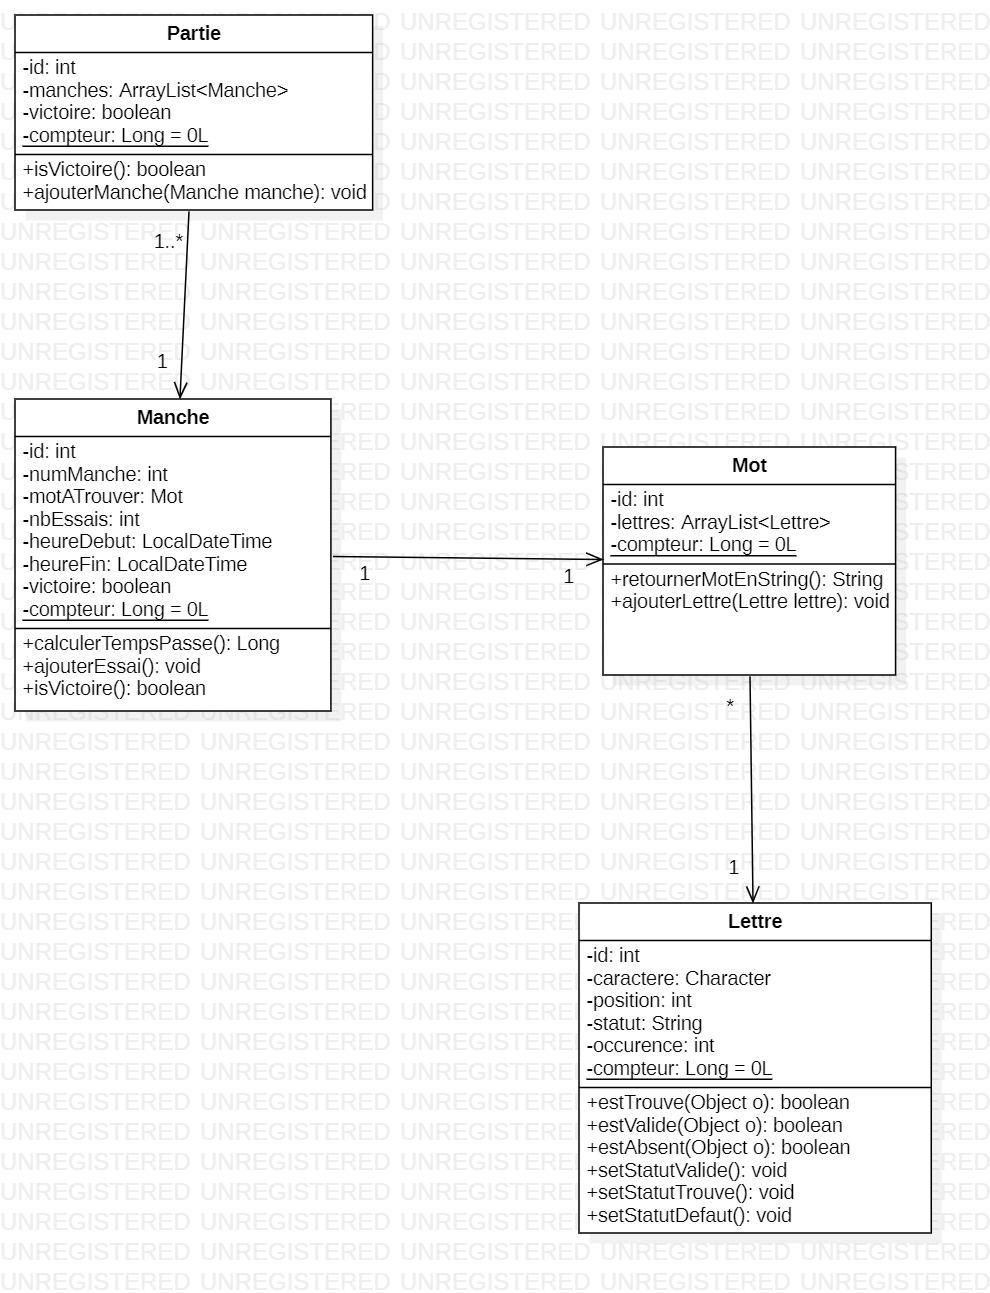 Partie
-id: int
-manches: ArrayList<Manche>
-victoire: boolean
-compteur: Long = 0L
+isVictoire(): boolean
+ajouterManche(Manche manche): void
1..*
1
Manche
-id: int
-numManche: int
-motATrouver: Mot
-nbEssais: int
-heureDebut: LocalDateTime
-heureFin: LocalDateTime
-victoire: boolean
-compteur: Long = 0L
+calculerTempsPasse(): Long
+ajouterEssai(): void
+isVictoire(): boolean
1
1
Mot
-id: int
-lettres: ArrayList<Lettre>
-compteur: Long = 0L
+retournerMotEnString(): String
+ajouterLettre(Lettre lettre): void
*
1
Lettre
-id: int
-caractere: Character
-position: int
-statut: String
-occurence: int
-compteur: Long = 0L
+estTrouve(Object o): boolean
+estValide(Object o): boolean
+estAbsent(Object o): boolean
+setStatutValide(): void
+setStatutTrouve(): void
+setStatutDefaut(): void
UNREGISTERED